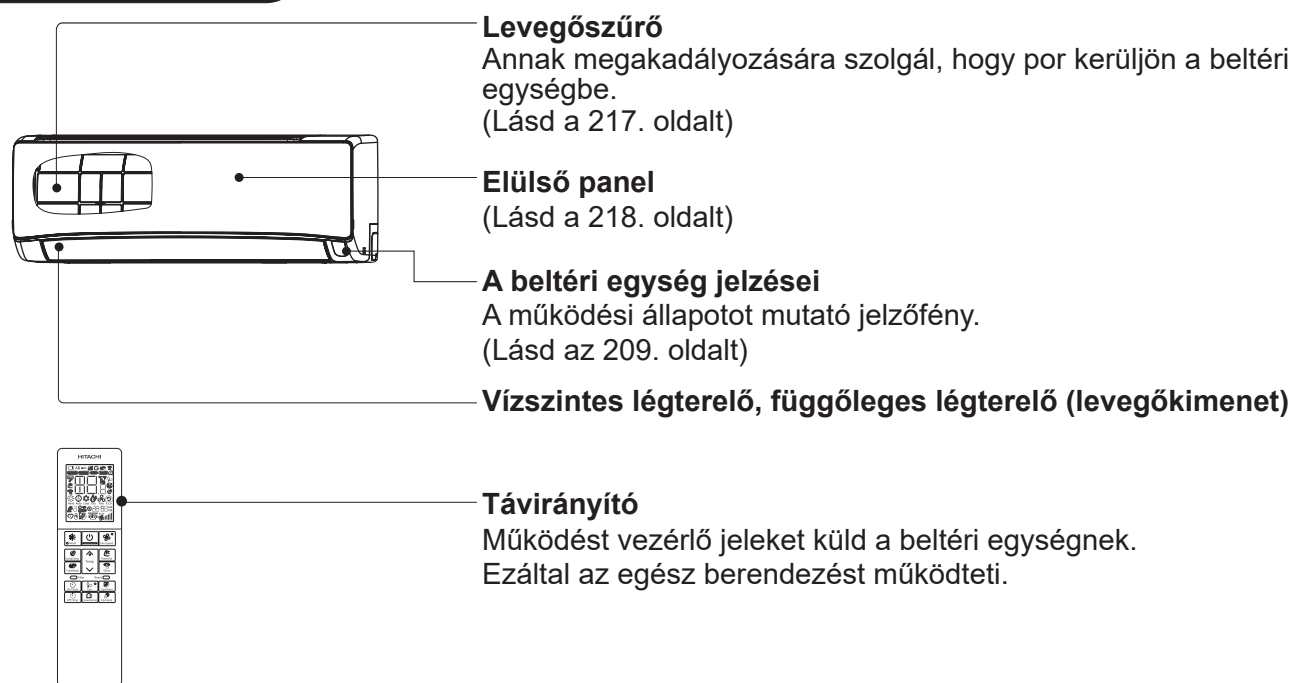 Levegőszűrő
Annak megakadályozására szolgál, hogy por kerüljön a beltéri
egységbe.
(Lásd a 217. oldalt)
Elülső panel
(Lásd a 218. oldalt)
A beltéri egység jelzései
A működési állapotot mutató jelzőfény.
(Lásd az 209. oldalt)
Vízszintes légterelő, függőleges légterelő (levegőkimenet)
HITACHI
Távirányító
Működést vezérlő jeleket küld a beltéri egységnek.
Ezáltal az egész berendezést működteti.